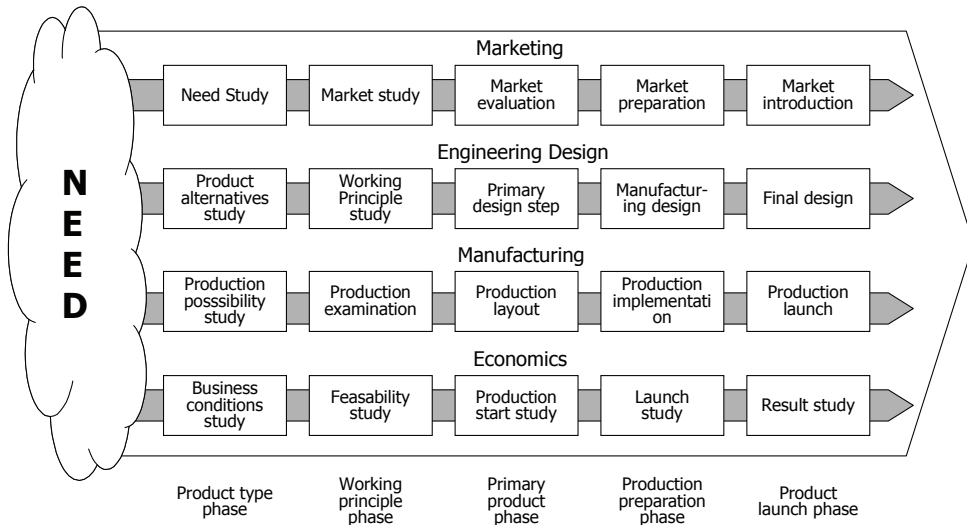 Marketing
Need Study
Market study
Market
evaluation
Market
preparation
Market
introduction
Engineering Design
Product
alternatives
study
Working
Principle
study
Primary
design step
Manufactur-
ing design
Final design
Manufacturing
Production
posssibility
study
Production
examination
Production
layout
Production
implementati
on
Production
launch
Economics
Business
conditions
study
Feasability
study
Production
start study
Launch
study
Result study
N
E
E
D
Product type
phase
Working
principle
phase
Primary
product
phase
Production
preparation
phase
Product
launch phase